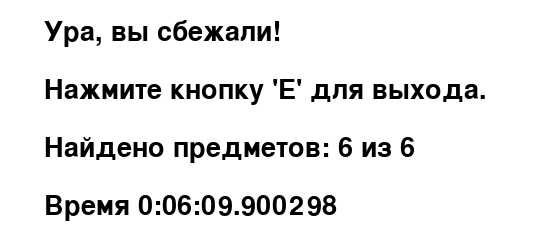 Ура, вы сбежали!
Нажмите кнопку 'Е' для выхода.
Найдено предметов: 6 из 6
Время 0:06:09.900298